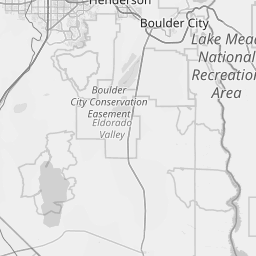 Henderson
Boulder City
Lake Mead
National
Recreation
Area
Boulder
City Conservation
Easement
Eldorado
Valley